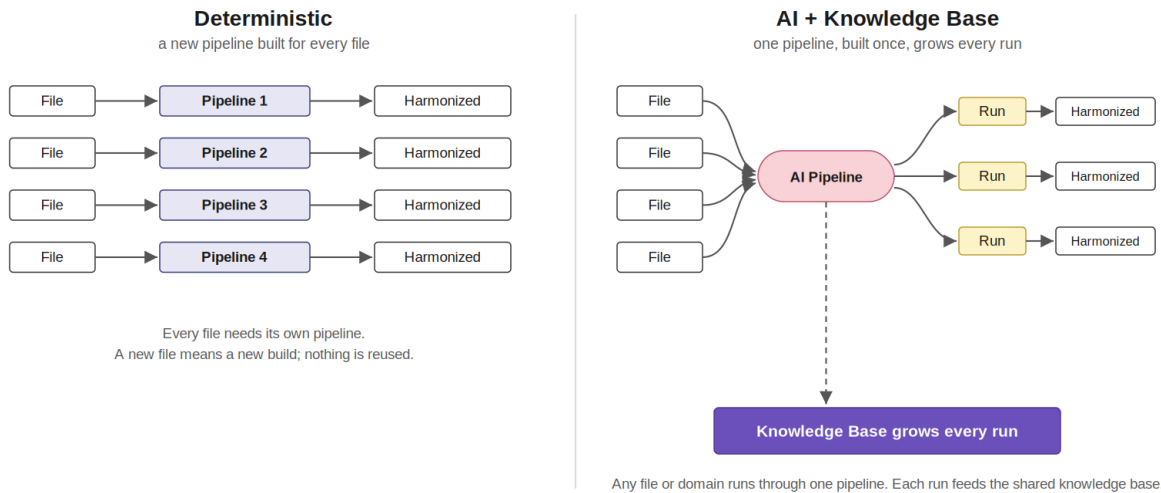 Deterministic
a new pipeline built for every file
File
Pipeline 1
Harmonized
File
Pipeline 2
Harmonized
File
Pipeline 3
Harmonized
File
Pipeline 4
Harmonized
Every file needs its own pipeline.
A new file means a new build; nothing is reused.
AI + Knowledge Base
one pipeline, built once, grows every run
File
File
File
File
AI Pipeline
Run
Harmonized
Run
Harmonized
Run
Harmonized
Knowledge Base grows every run
Any file or domain runs through one pipeline. Each run feeds the shared knowledge base